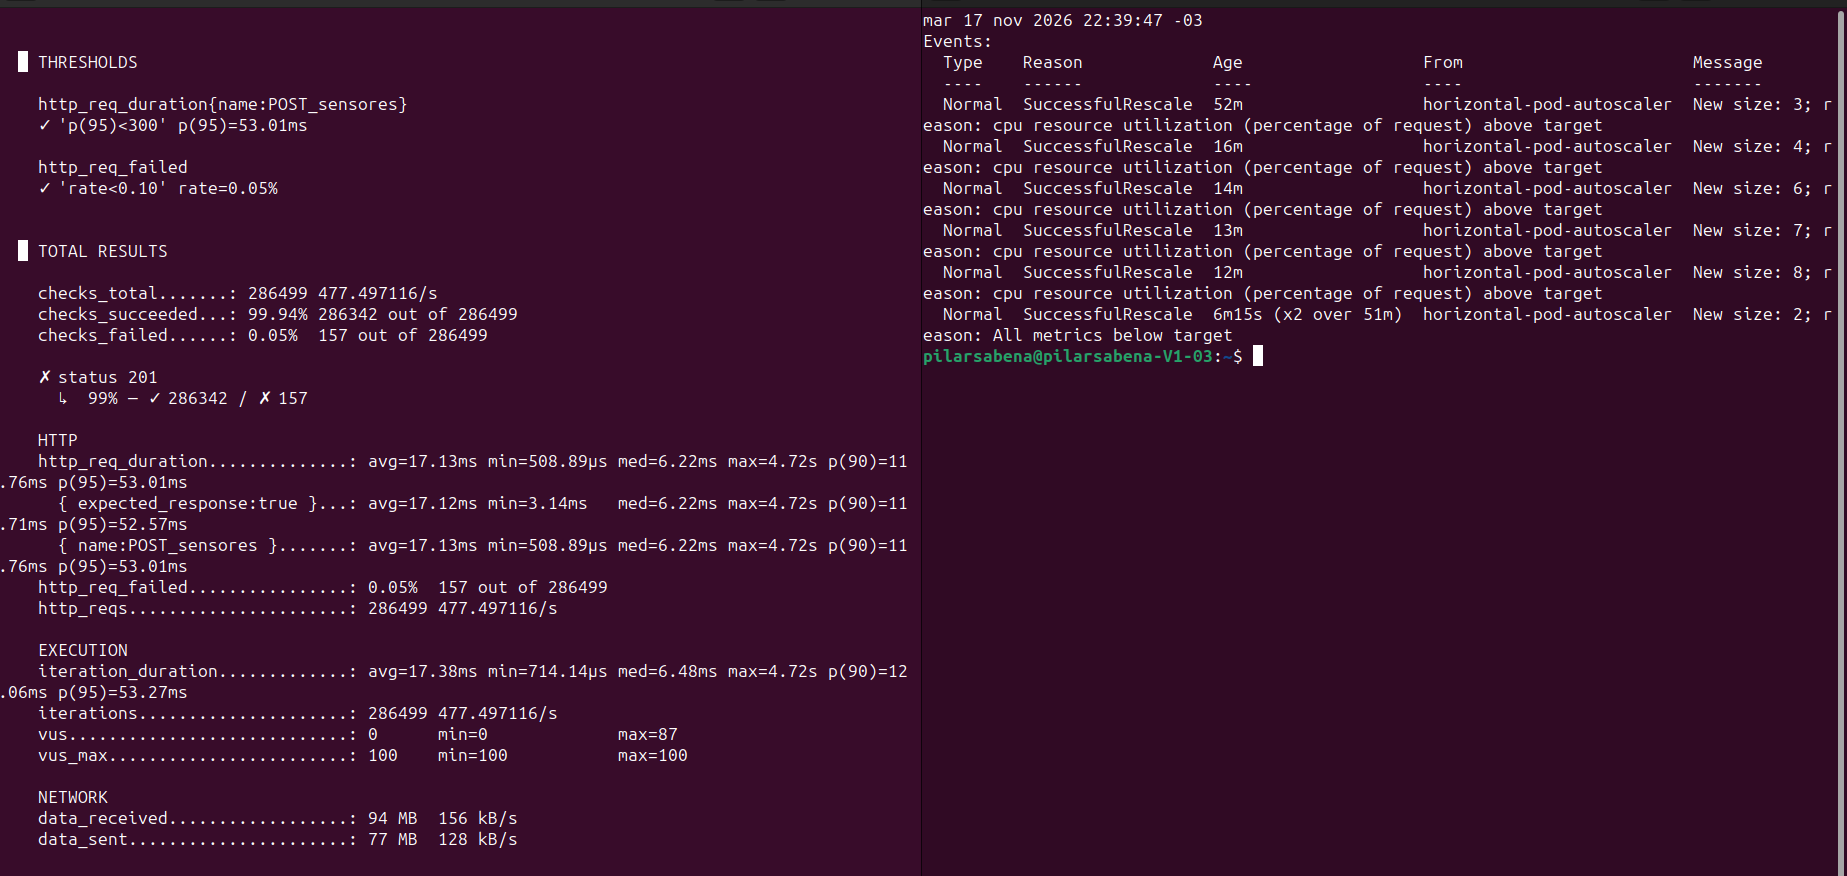 THRESHOLDS
http_req_duration{name:POST_sensores}
✓ 'p(95)<300' p(95)=53.01ms
http_req_failed
✓ 'rate<0.10' rate=0.05%
TOTAL RESULTS
checks_total.......: 286499 477.497116/s
checks_succeeded...: 99.94% 286342 out of 286499
checks_failed......: 0.05%  157 out of 286499
✗ status 201
↳  99% — ✓ 286342 / ✗ 157
HTTP
http_req_duration..............: avg=17.13ms min=508.89µs med=6.22ms max=4.72s p(90)=11
.76ms p(95)=53.01ms
{ expected_response:true }...: avg=17.12ms min=3.14ms   med=6.22ms max=4.72s p(90)=11
.71ms p(95)=52.57ms
{ name:POST_sensores }.......: avg=17.13ms min=508.89µs med=6.22ms max=4.72s p(90)=11
.76ms p(95)=53.01ms
http_req_failed................: 0.05%  157 out of 286499
http_reqs......................: 286499 477.497116/s
EXECUTION
iteration_duration.............: avg=17.38ms min=714.14µs med=6.48ms max=4.72s p(90)=12
.06ms p(95)=53.27ms
iterations.....................: 286499 477.497116/s
vus............................: 0      min=0             max=87
vus_max........................: 100    min=100           max=100
NETWORK
data_received..................: 94 MB  156 kB/s
data_sent......................: 77 MB  128 kB/s
mar 17 nov 2026 22:39:47 -03
Events:
Type    Reason             Age                  From                       Message
----    ------             ----                 ----                       -------
Normal  SuccessfulRescale  52m                  horizontal-pod-autoscaler  New size: 3; r
eason: cpu resource utilization (percentage of request) above target
Normal  SuccessfulRescale  16m                  horizontal-pod-autoscaler  New size: 4; r
eason: cpu resource utilization (percentage of request) above target
Normal  SuccessfulRescale  14m                  horizontal-pod-autoscaler  New size: 6; r
eason: cpu resource utilization (percentage of request) above target
Normal  SuccessfulRescale  13m                  horizontal-pod-autoscaler  New size: 7; r
eason: cpu resource utilization (percentage of request) above target
Normal  SuccessfulRescale  12m                  horizontal-pod-autoscaler  New size: 8; r
eason: cpu resource utilization (percentage of request) above target
Normal  SuccessfulRescale  6m15s (x2 over 51m)  horizontal-pod-autoscaler  New size: 2; r
eason: All metrics below target
pilarsabena@pilarsabena-V1-03:~$